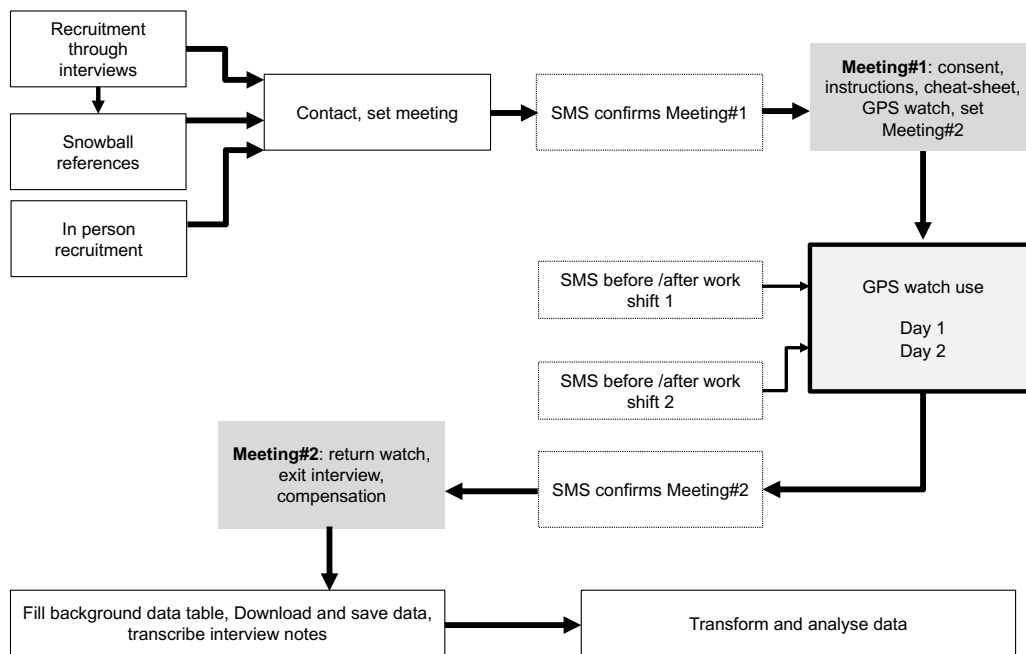 Recruitment
through
interviews
Snowball
references
In person
recruitment
Contact, set meeting
SMS confirms Meeting#1
Meeting#1: consent,
instructions, cheat-sheet,
GPS watch, set
Meeting#2
SMS before /after work
shift 1
SMS before /after work
shift 2
GPS watch use
Day 1
Day 2
SMS confirms Meeting#2
Meeting#2: return watch,
exit interview,
compensation
Fill background data table, Download and save data,
transcribe interview notes
Transform and analyse data